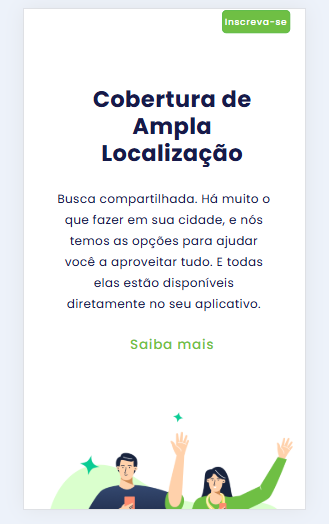 Inscreva-se
Cobertura de
Ampla
Localização
Busca compartilhada. Há muito o
que fazer em sua cidade, e nós
temos as opções para ajudar
você a aproveitar tudo. E todas
elas estão disponíveis
diretamente no seu aplicativo.
Saiba mais